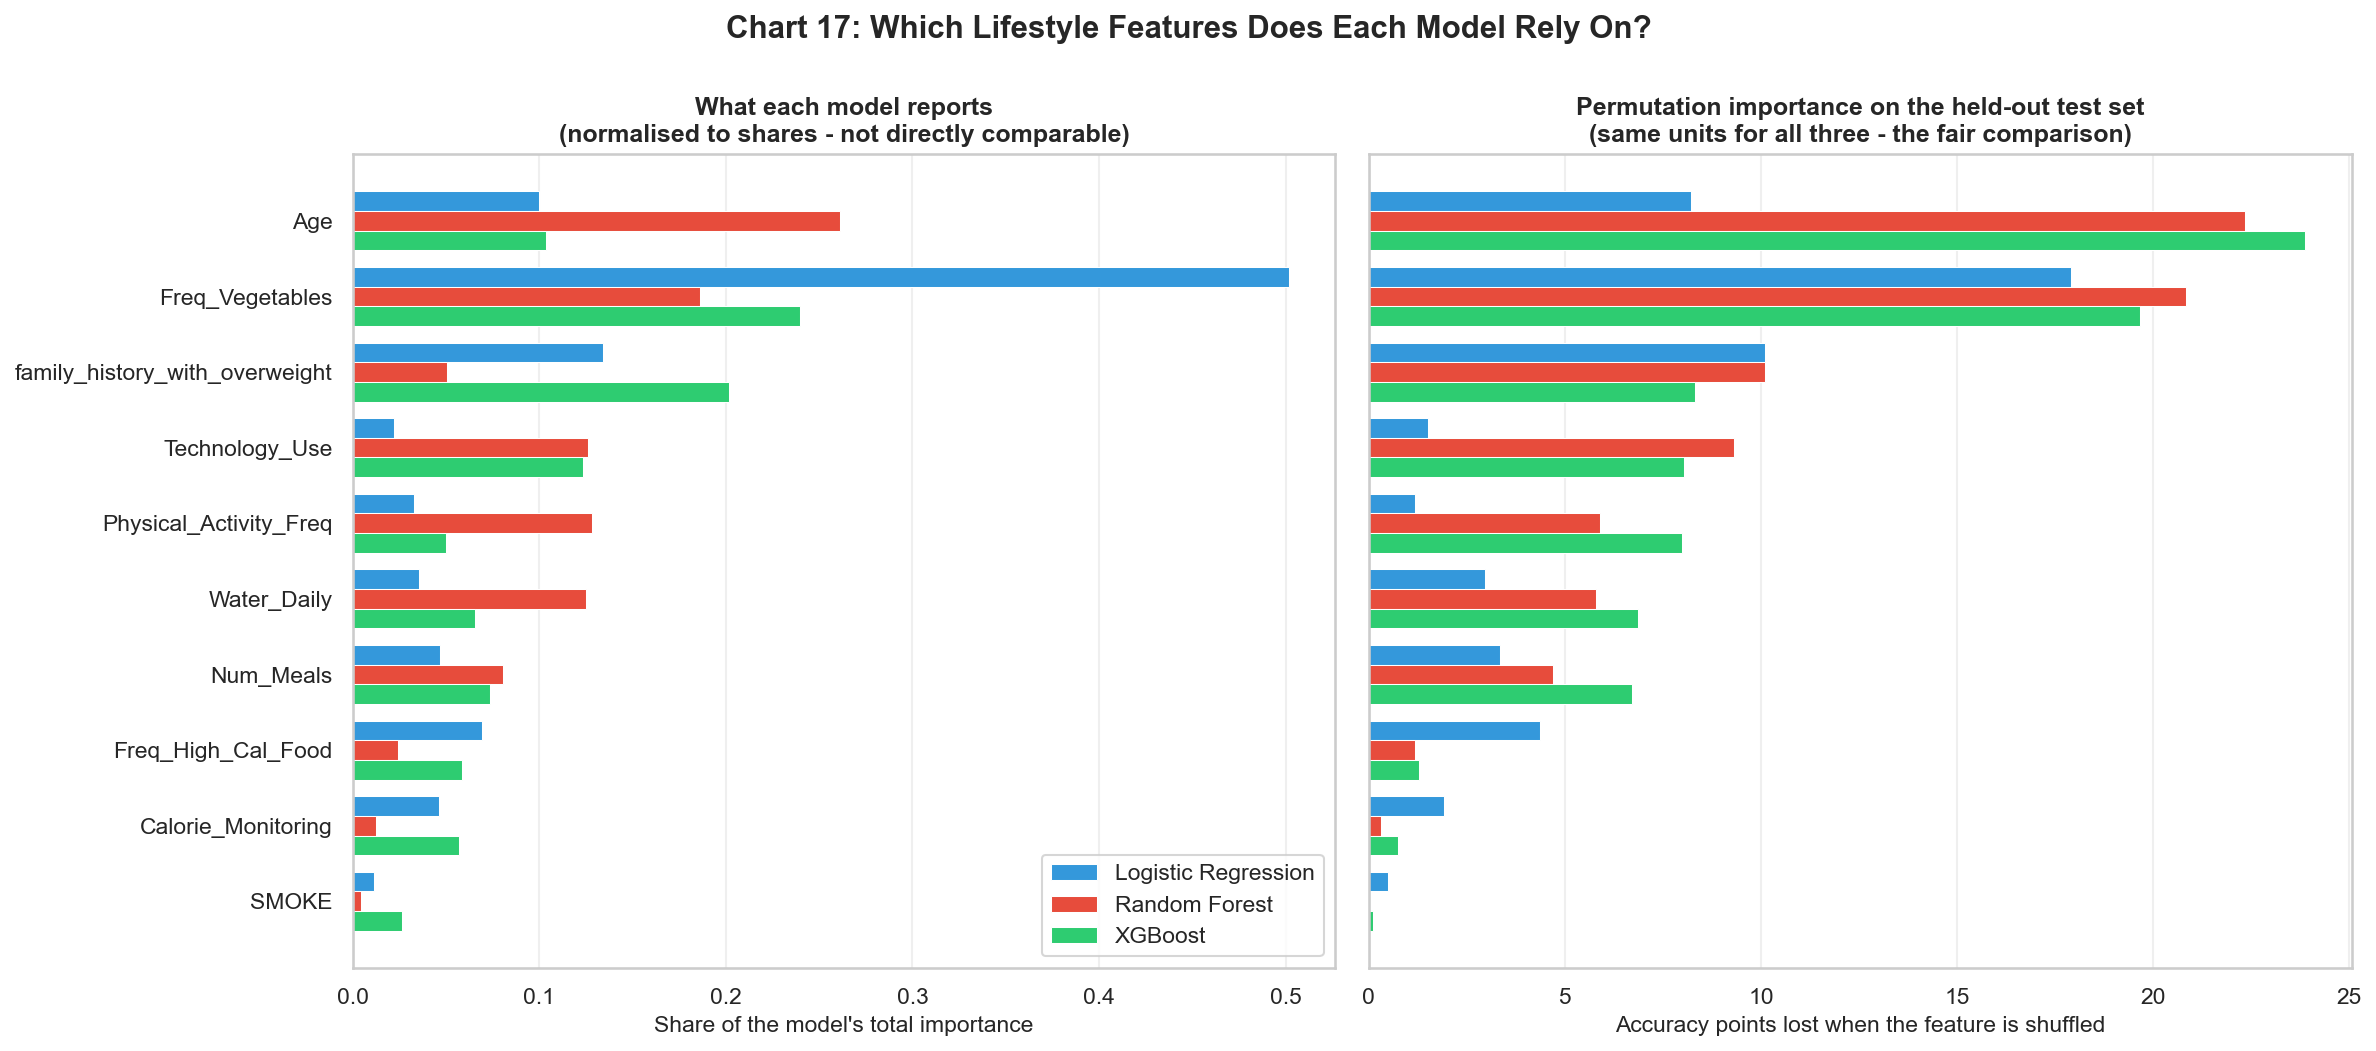 Chart 17: Which Lifestyle Features Does Each Model Rely On?
What each model reports
(normalised to shares - not directly comparable)
Permutation importance on the held-out test set
(same units for all three - the fair comparison)
Age
Freq_Vegetables
family_history_with_overweight
Technology_Use
Physical_Activity_Freq
Water_Daily
Num_Meals
Freq_High_Cal_Food
Calorie_Monitoring
SMOKE
Logistic Regression
Random Forest
XGBoost
0.0 0.1 0.2 0.3 0.4 0.5
Share of the model's total importance
0 5 10 15 20 25
Accuracy points lost when the feature is shuffled